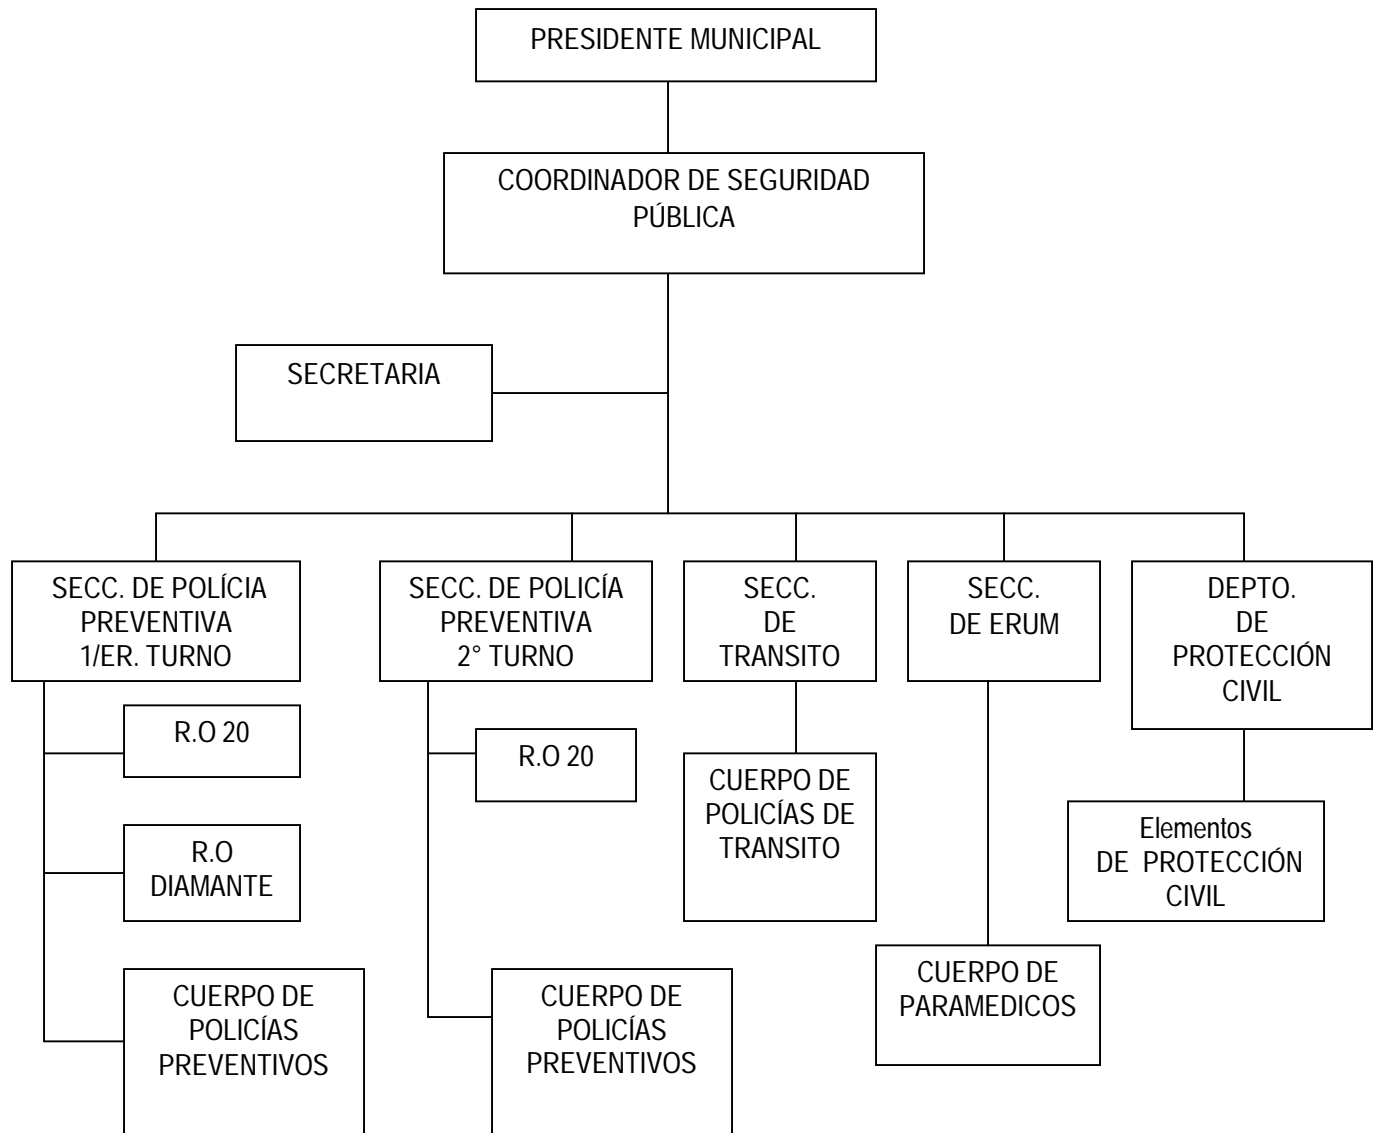 PRESIDENTE MUNICIPAL
COORDINADOR DE SEGURIDAD
PÚBLICA
SECRETARIA
SECC. DE POLÍCIA
PREVENTIVA
1/ER. TURNO
SECC. DE POLICÍA
PREVENTIVA
2° TURNO
SECC.
DE
TRANSITO
SECC.
DE ERUM
DEPTO.
DE
PROTECCIÓN
CIVIL
R.O 20
R.O
DIAMANTE
CUERPO DE
POLICÍAS
PREVENTIVOS
R.O 20
CUERPO DE
POLICÍAS
PREVENTIVOS
CUERPO DE
POLICÍAS DE
TRANSITO
CUERPO DE
PARAMEDICOS
Elementos
DE PROTECCIÓN
CIVIL